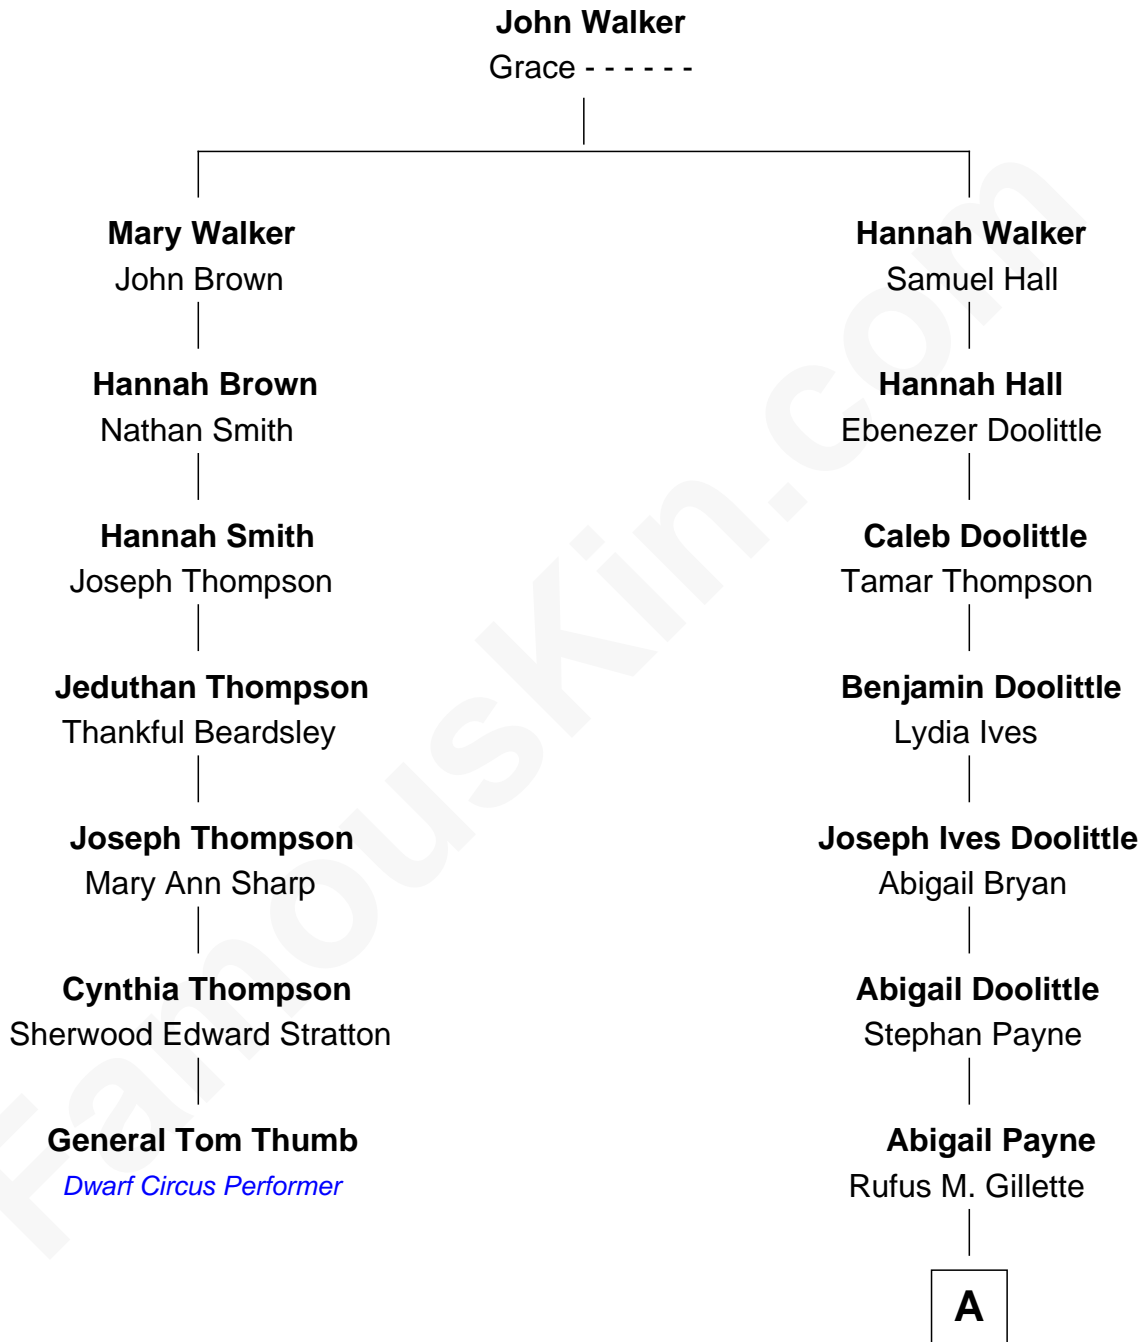 John Walker
Grace - - - - - -
Mary Walker
John Brown
Hannah Walker
Samuel Hall
Hannah Brown
Nathan Smith
Hannah Hall
Ebenezer Doolittle
Hannah Smith
Joseph Thompson
Caleb Doolittle
Tamar Thompson
Jeduthan Thompson
Thankful Beardsley
Benjamin Doolittle
Lydia Ives
Joseph Thompson
Mary Ann Sharp
Joseph Ives Doolittle
Abigail Bryan
Cynthia Thompson
Sherwood Edward Stratton
Abigail Doolittle
Stephan Payne
General Tom Thumb
Dwarf Circus Performer
Abigail Payne
Rufus M. Gillette
A
FamousKin.com